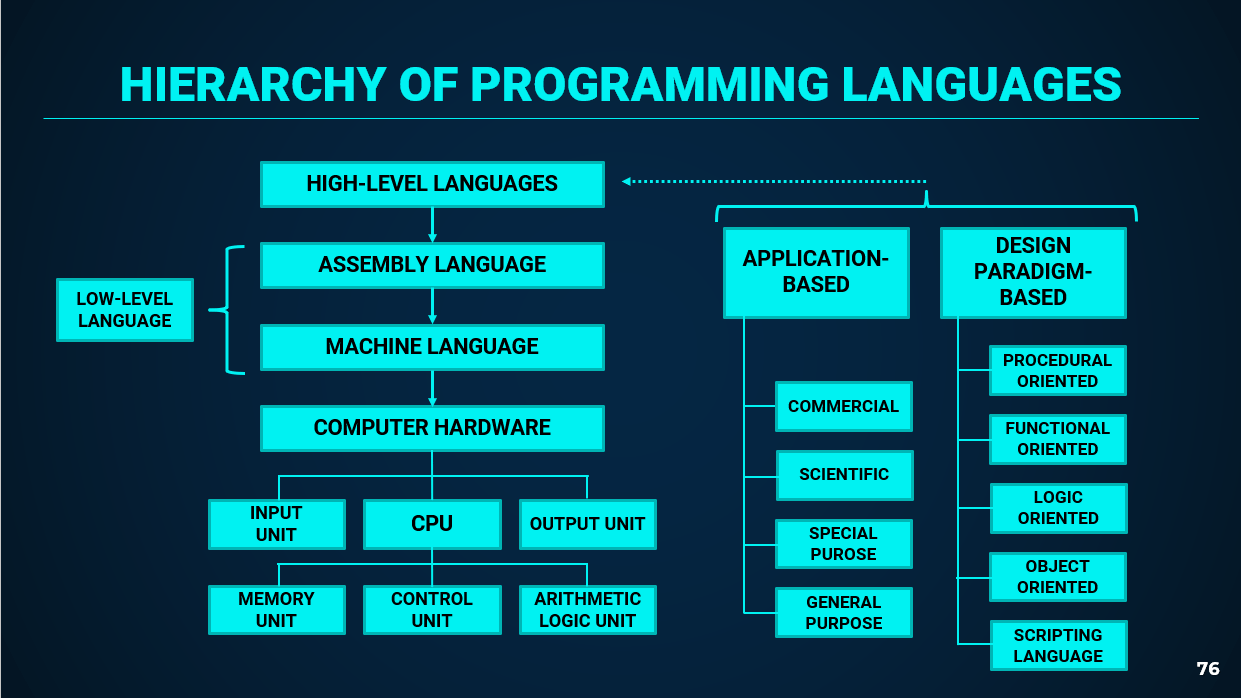 HIERARCHY OF PROGRAMMING LANGUAGES
HIGH-LEVEL LANGUAGES
ASSEMBLY LANGUAGE
LOW-LEVEL
LANGUAGE
MACHINE LANGUAGE
COMPUTER HARDWARE
INPUT
UNIT
CPU
OUTPUT UNIT
MEMORY
UNIT
CONTROL
UNIT
ARITHMETIC
LOGIC UNIT
APPLICATION-
BASED
COMMERCIAL
SCIENTIFIC
SPECIAL
PUROSE
GENERAL
PURPOSE
DESIGN
PARADIGM-
BASED
PROCEDURAL
ORIENTED
FUNCTIONAL
ORIENTED
LOGIC
ORIENTED
OBJECT
ORIENTED
SCRIPTING
LANGUAGE
76